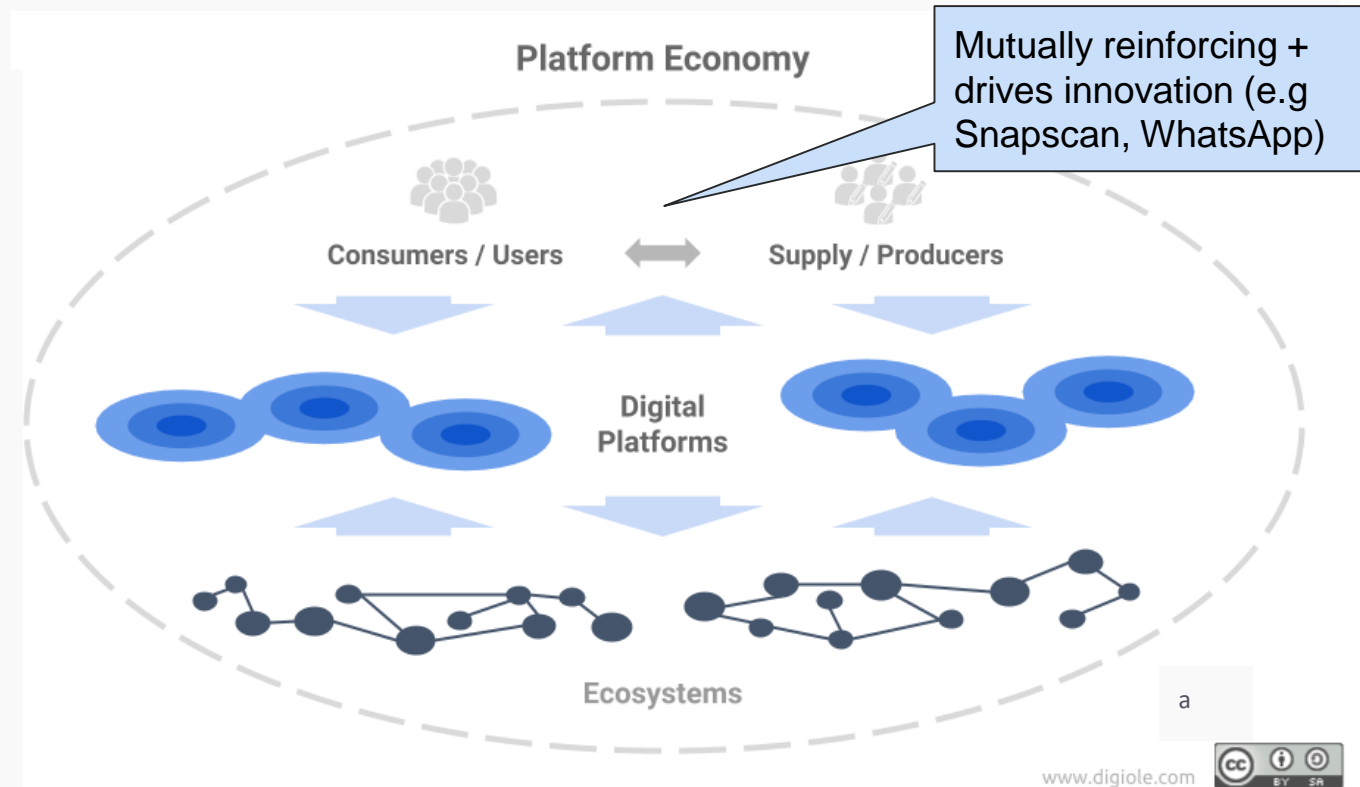 Platform Economy
Mutually reinforcing +
drives innovation (e.g
Snapscan, WhatsApp)
Consumers / Users
Supply / Producers
Digital
Platforms
Ecosystems
a
www.digiole.com
cc
BY SA